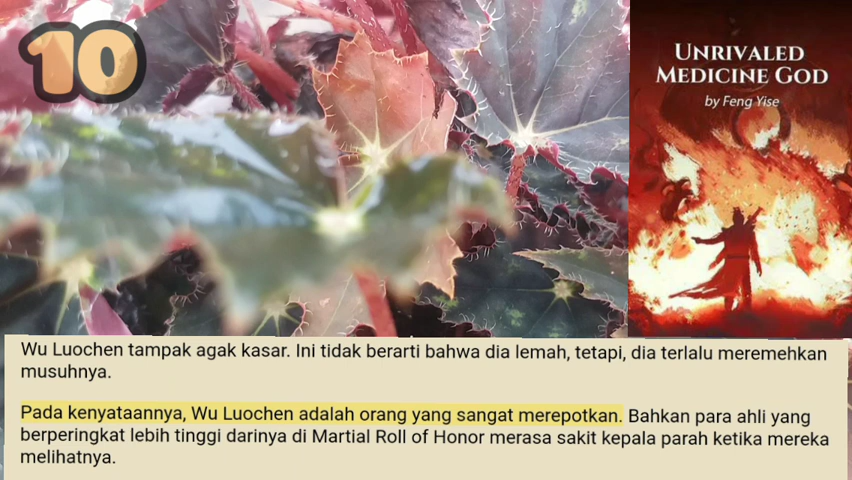 10
UNRIVALED
MEDICINE GOD
by Feng Yise
Wu Luochen tampak agak kasar. Ini tidak berarti bahwa dia lemah, tetapi, dia terlalu meremehkan
musuhnya.
Pada kenyataannya, Wu Luochen adalah orang yang sangat merepotkan. Bahkan para ahli yang
berperingkat lebih tinggi darinya di Martial Roll of Honor merasa sakit kepala parah ketika mereka
melihatnya.